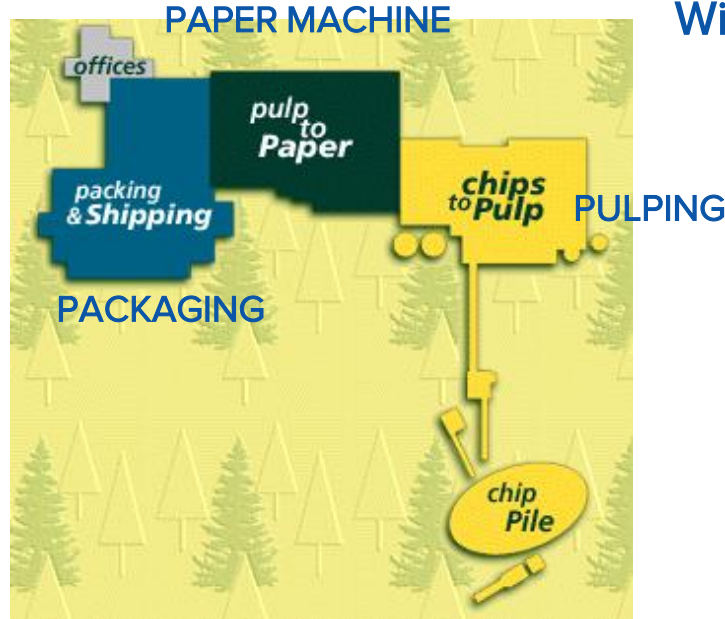 PAPER MACHINE
Wi
offices
pulp
to
Paper
chips
to Pulp
PULPING
packing
& Shipping
PACKAGING
chip
Pile